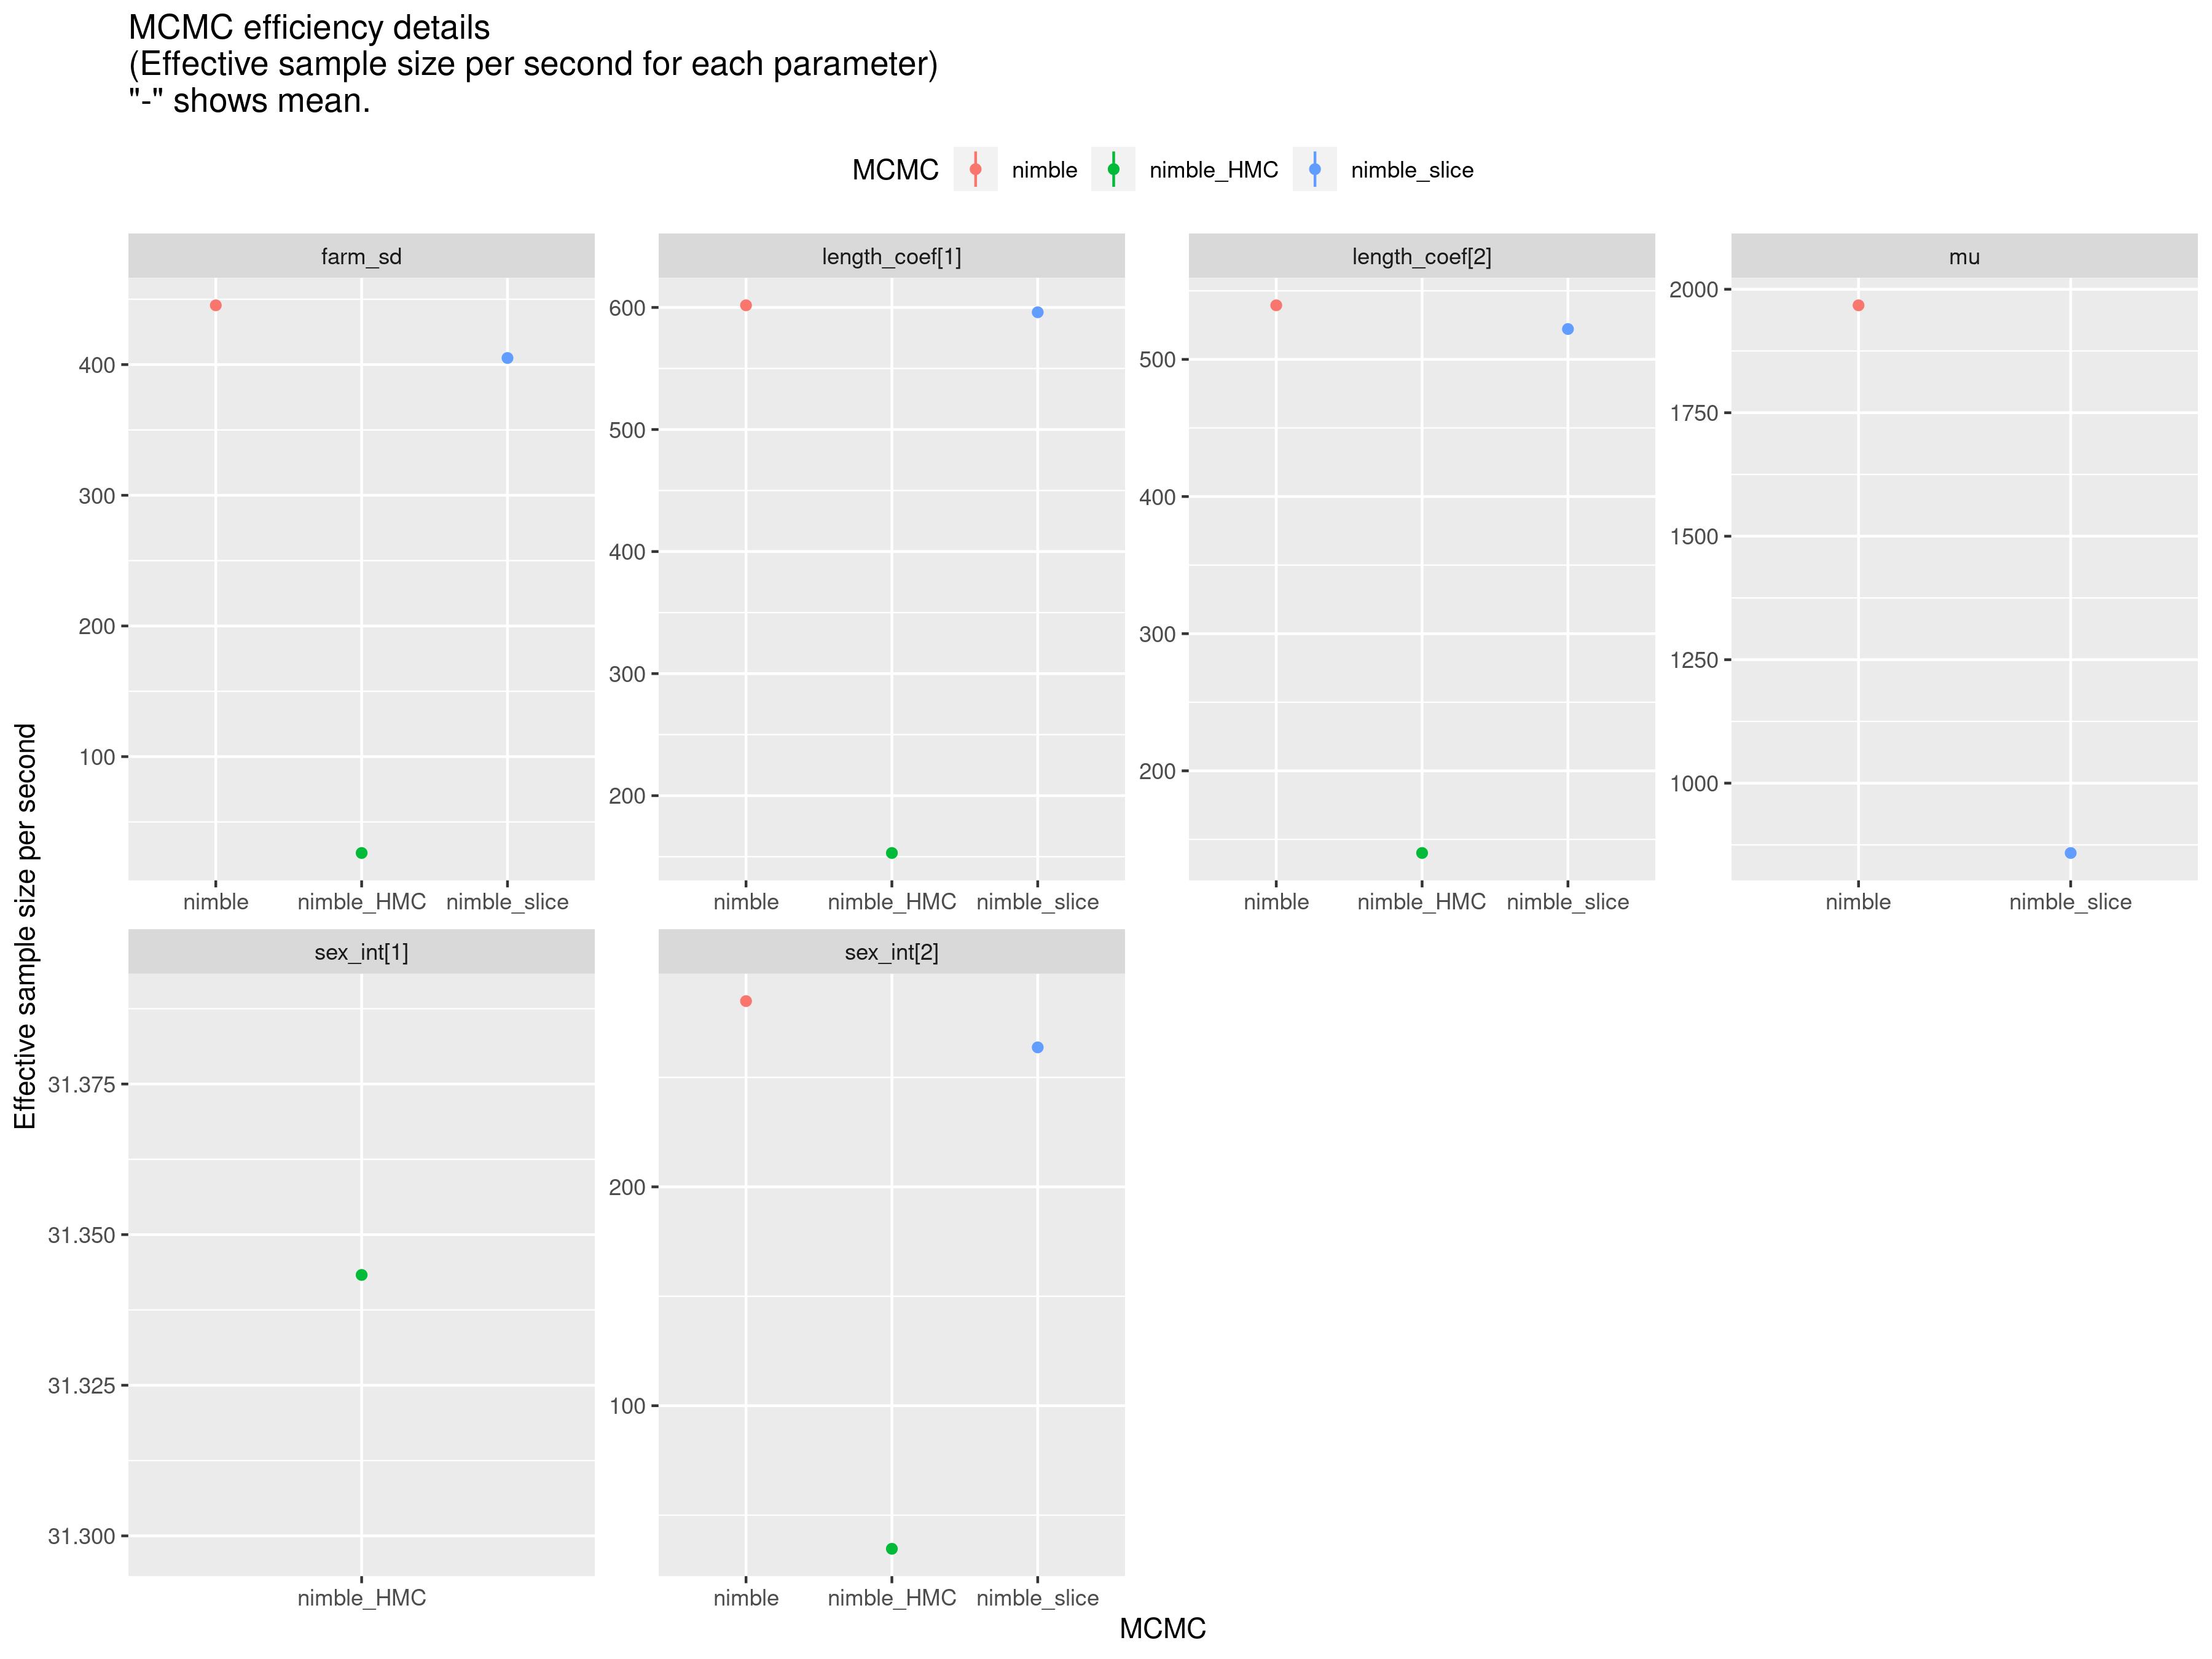 MCMC efficiency details
(Effective sample size per second for each parameter)
"-" shows mean.
MCMC nimble nimble_HMC nimble_slice
farm_sd length_coef[1] length_coef[2] mu
400
300
200
100
600
500
400
300
200
500
400
300
200
2000
1750
1500
1250
1000
nimble nimble_HMC nimble_slice nimble nimble_HMC nimble_slice nimble nimble_HMC nimble_slice nimble nimble_slice
Effective sample size per second
sex_int[1] sex_int[2]
31.375
31.350
31.325
31.300
200
100
nimble_HMC nimble nimble_HMC nimble_slice
MCMC